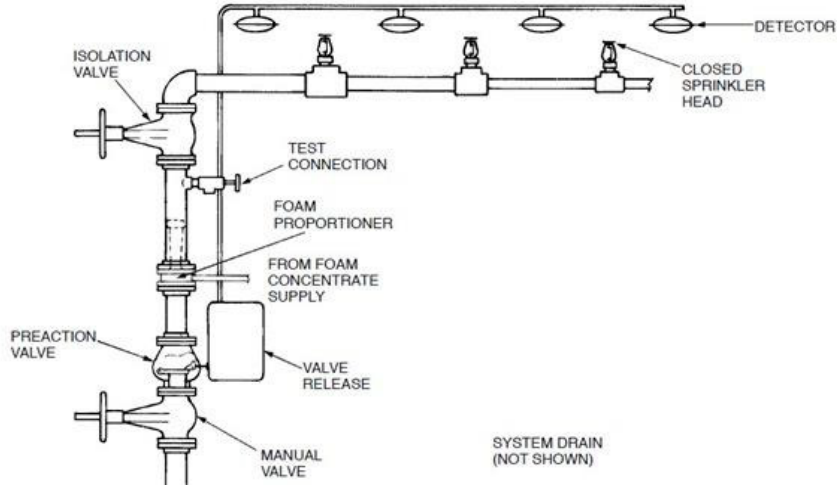 DETECTOR
ISOLATION
VALVE
CLOSED
SPRINKLER
HEAD
TEST
CONNECTION
FOAM
PROPORTIONER
FROM FOAM
CONCENTRATE
SUPPLY
PREACTION
VALVE
VALVE
RELEASE
MANUAL
VALVE
SYSTEM DRAIN
(NOT SHOWN)